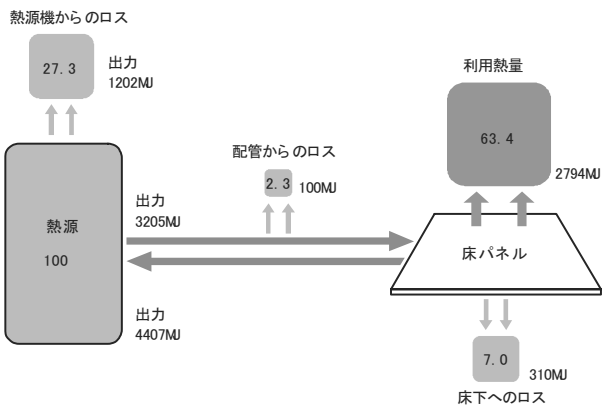 熱源機からのロス
27.3
出力
1202MJ
利用熱量
63.4
2794MJ
配管からのロス
2.3
100MJ
熱源
100
出力
3205MJ
床パネル
出力
4407MJ
7.0
310MJ
床下へのロス